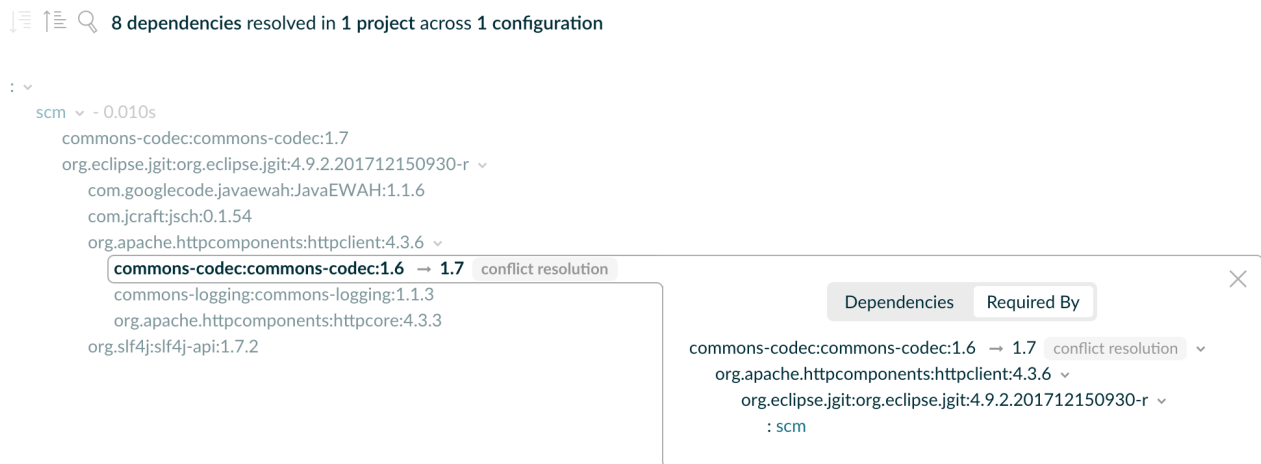 8 dependencies resolved in 1 project across 1 configuration
:
scm - 0.010s
commons-codec:commons-codec:1.7
org.eclipse.jgit:org.eclipse.jgit:4.9.2.201712150930-r
com.googlecode.javaewah:JavaEWAH:1.1.6
com.jcraft:jsch:0.1.54
org.apache.httpcomponents:httpclient:4.3.6
commons-codec:commons-codec:1.6 → 1.7 conflict resolution
commons-logging:commons-logging:1.1.3
org.apache.httpcomponents:httpcore:4.3.3
org.slf4j:slf4j-api:1.7.2
Dependencies Required By
commons-codec:commons-codec:1.6 → 1.7 conflict resolution
org.apache.httpcomponents:httpclient:4.3.6
org.eclipse.jgit:org.eclipse.jgit:4.9.2.201712150930-r
: scm